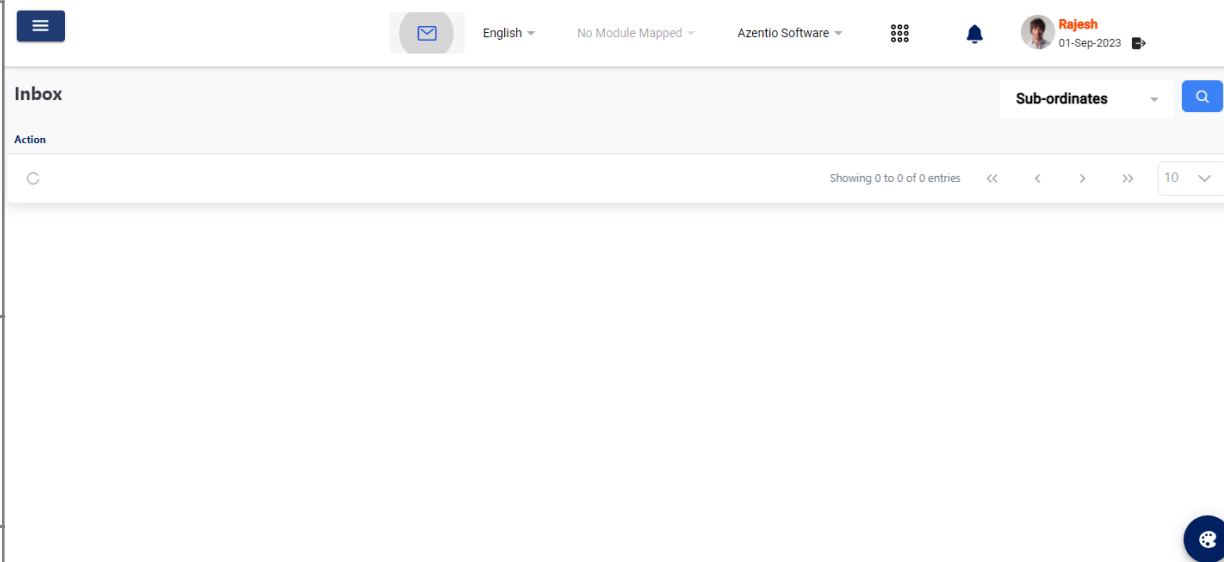 English
No Module Mapped
Azentio Software
Rajesh
01-Sep-2023
Inbox
Sub-ordinates
Action
Showing 0 to 0 of 0 entries
10